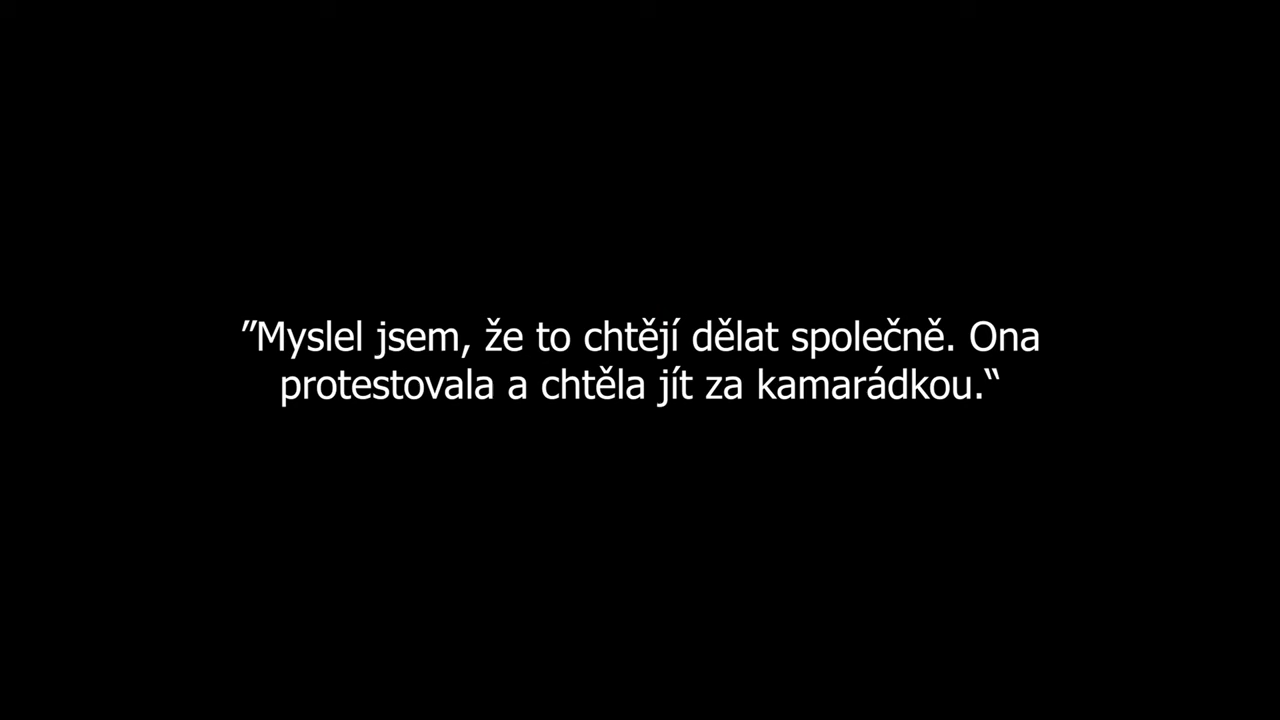 ”Myslel jsem, že to chtějí dělat společně. Ona
protestovala a chtěla jít za kamarádkou.“